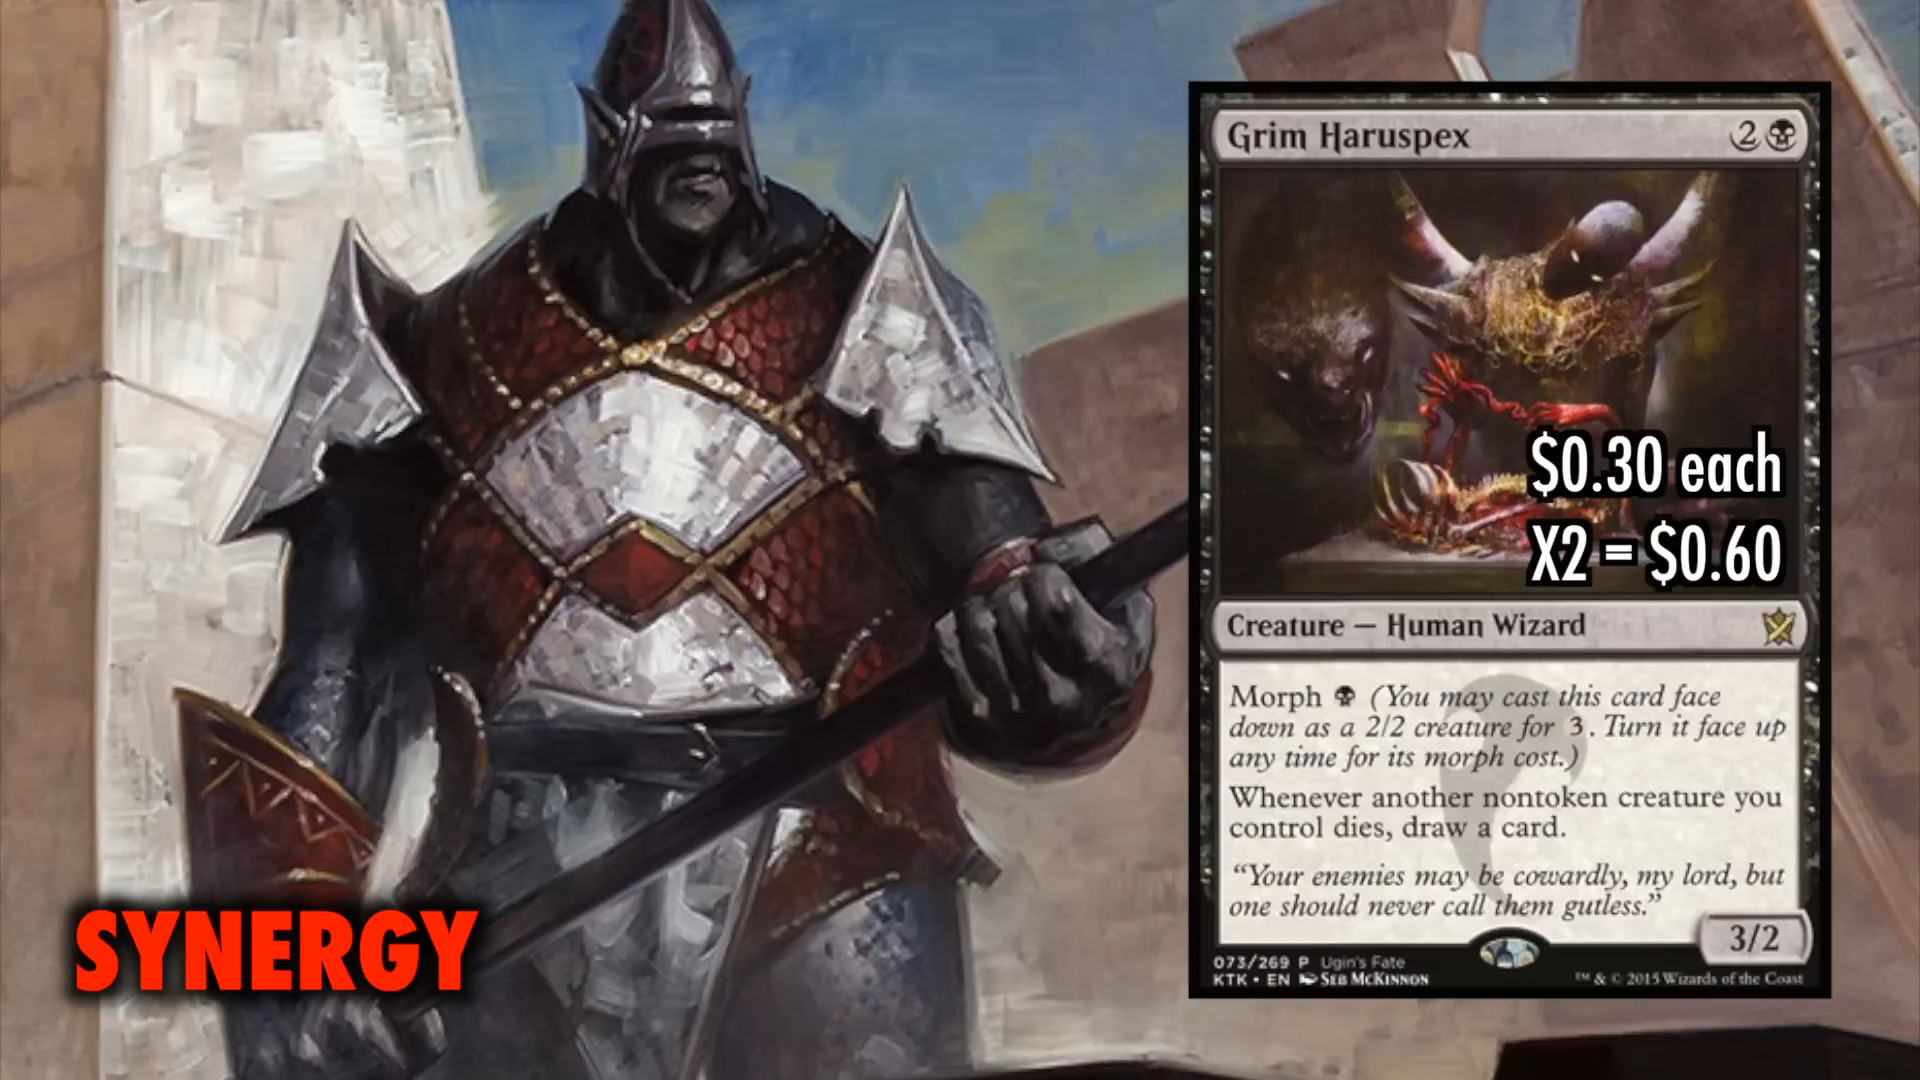 Grim Haruspex 2
$0.30 each
X2 = $0.60
Creature — Human Wizard
Morph (You may cast this card face
down as a 2/2 creature for 3. Turn it face up
any time for its morph cost.)
Whenever another nontoken creature you
control dies, draw a card.
“Your enemies may be cowardly, my lord, but
one should never call them gutless.”
3/2
073/269 P Ugin's Fate
KTK • EN Seb McKinnon
™ & © 2015 Wizards of the Coast
SYNERGY